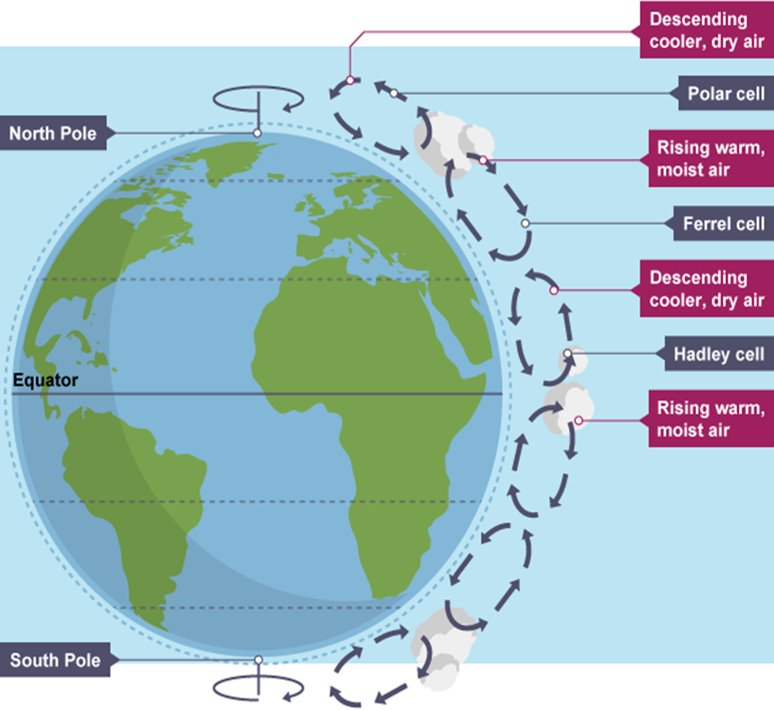 Descending
cooler, dry air
Polar cell
North Pole
Rising warm,
moist air
Ferrel cell
Descending
cooler, dry air
Hadley cell
Equator
Rising warm,
moist air
South Pole